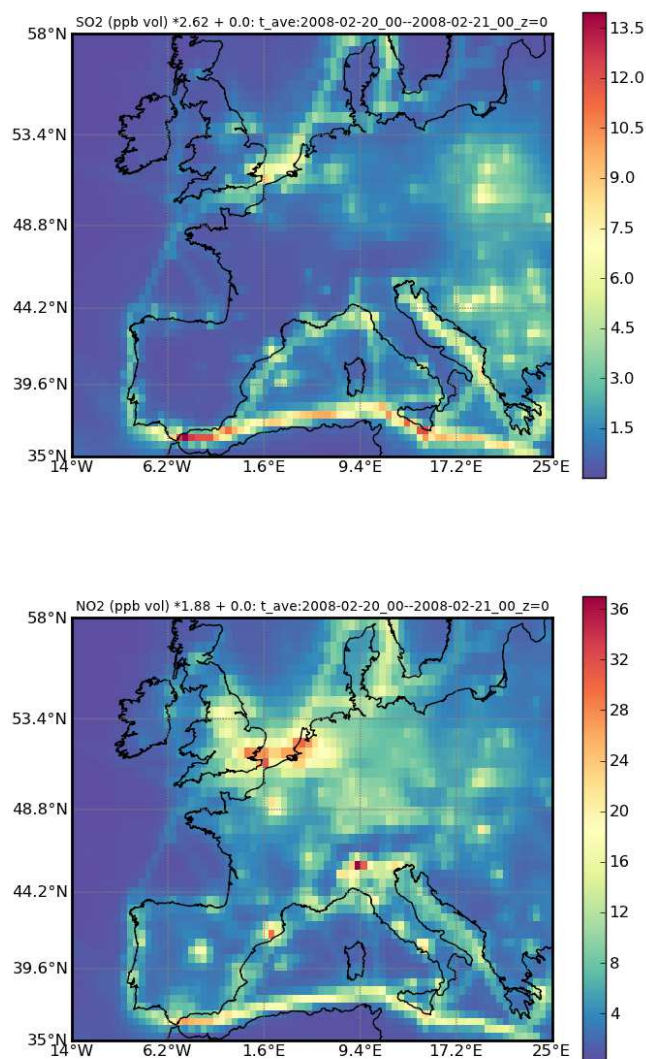 SO2 (ppb vol) *2.62 + 0.0: t_ave:2008-02-20_00--2008-02-21_00_z=0
58°N
53.4°N
48.8°N
44.2°N
39.6°N
35°N
14°W
6.2°W
1.6°E
9.4°E
17.2°E
25°E
13.5
12.0
10.5
9.0
7.5
6.0
4.5
3.0
1.5
NO2 (ppb vol) *1.88 + 0.0: t_ave:2008-02-20_00--2008-02-21_00_z=0
58°N
53.4°N
48.8°N
44.2°N
39.6°N
35°N
14°W
6.2°W
1.6°E
9.4°E
17.2°E
25°E
36
32
28
24
20
16
12
8
4